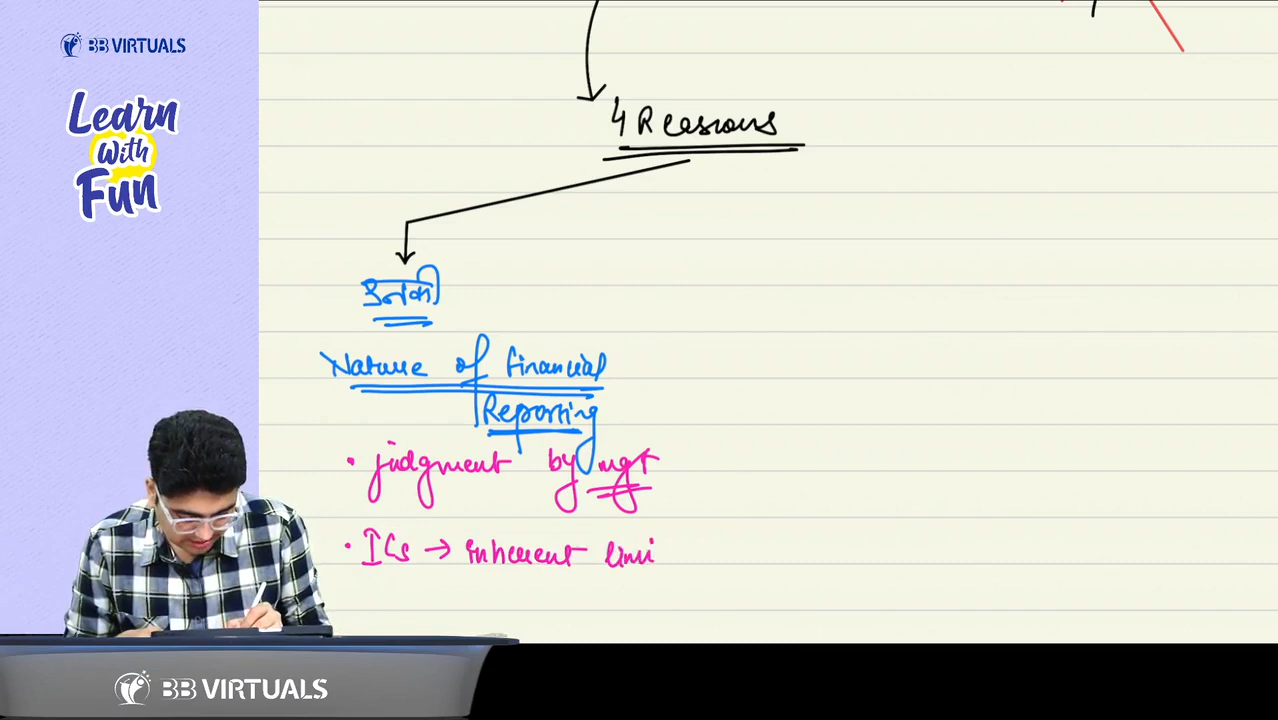 BB VIRTUALS
Learn
with
Fun
4 Reasons
उनकी
Nature of financial
Reporting
• judgment by mgt
• ICs → inherent limi
BB VIRTUALS